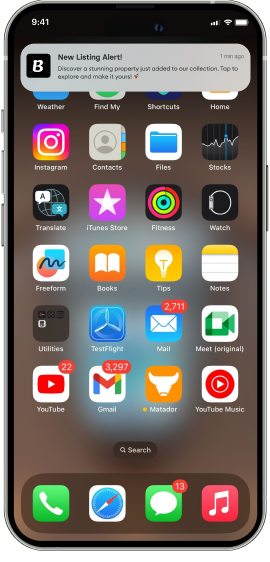 9:41
B
New Listing Alert!
1 min ago
Discover a stunning property just added to our collection. Tap to
explore and make it yours! 🚀
Weather Find My Shortcuts Home
Instagram Contacts Files Stocks
A
文
Translate iTunes Store Fitness Watch
Freeform Books Tips Notes
2,711
Utilities TestFlight Mail Meet (original)
22 3,297
YouTube Gmail Matador YouTube Music
Search
13